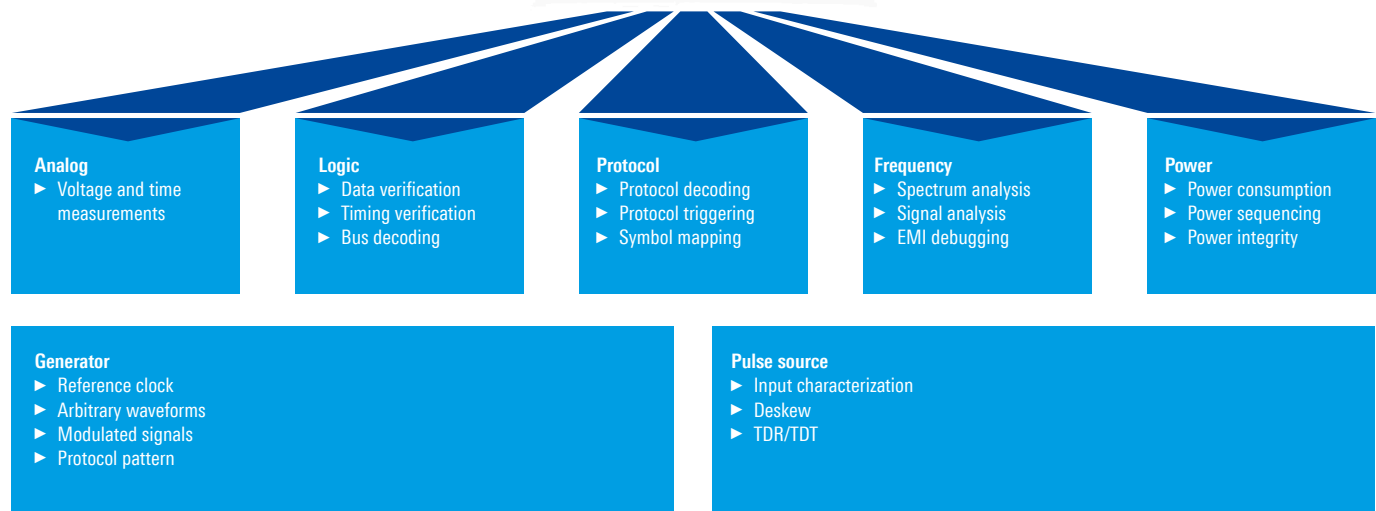 Analog
► Voltage and time
measurements
Logic
► Data verification
► Timing verification
► Bus decoding
Protocol
► Protocol decoding
► Protocol triggering
► Symbol mapping
Frequency
► Spectrum analysis
► Signal analysis
► EMI debugging
Power
► Power consumption
► Power sequencing
► Power integrity
Generator
► Reference clock
► Arbitrary waveforms
► Modulated signals
► Protocol pattern
Pulse source
► Input characterization
► Deskew
► TDR/TDT